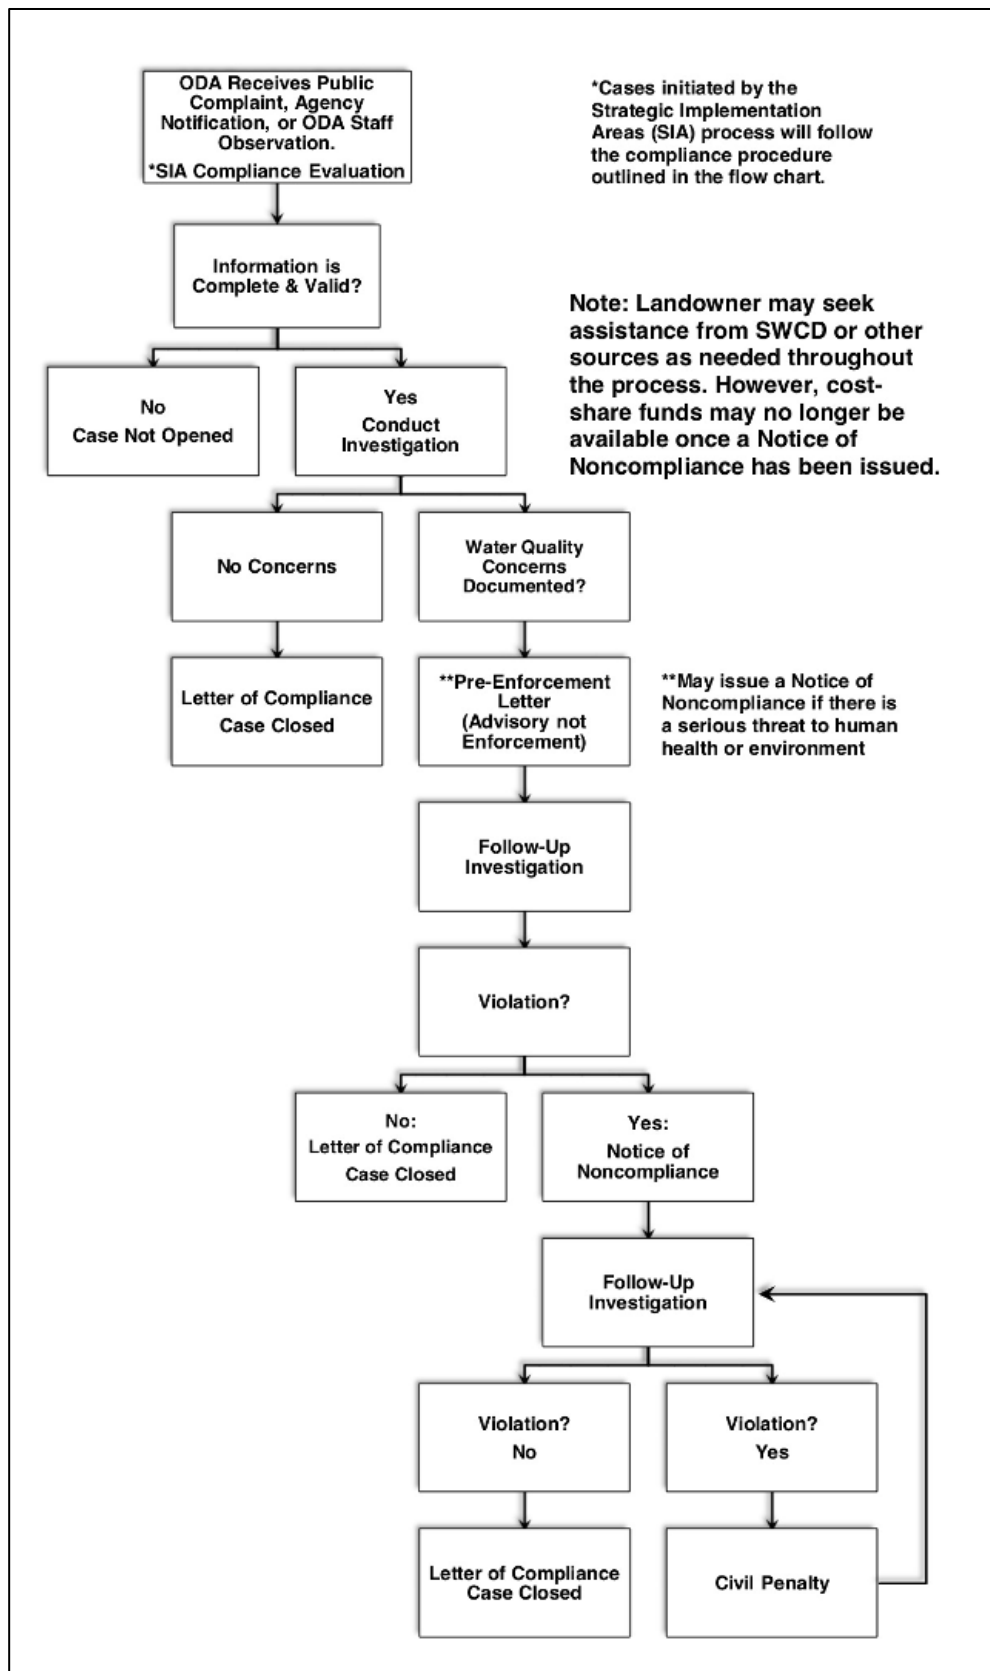 ODA Receives Public
Complaint, Agency
Notification, or ODA Staff
Observation.
*SIA Compliance Evaluation
*Cases initiated by the
Strategic Implementation
Areas (SIA) process will follow
the compliance procedure
outlined in the flow chart.
Information is
Complete & Valid?
Note: Landowner may seek
assistance from SWCD or other
sources as needed throughout
the process. However, cost-
share funds may no longer be
available once a Notice of
Noncompliance has been issued.
No
Case Not Opened
Yes
Conduct
Investigation
No Concerns
Water Quality
Concerns
Documented?
Letter of Compliance
Case Closed
**Pre-Enforcement
Letter
(Advisory not
Enforcement)
**May issue a Notice of
Noncompliance if there is
a serious threat to human
health or environment
Follow-Up
Investigation
Violation?
No:
Letter of Compliance
Case Closed
Yes:
Notice of
Noncompliance
Follow-Up
Investigation
Violation?
No
Violation?
Yes
Letter of Compliance
Case Closed
Civil Penalty